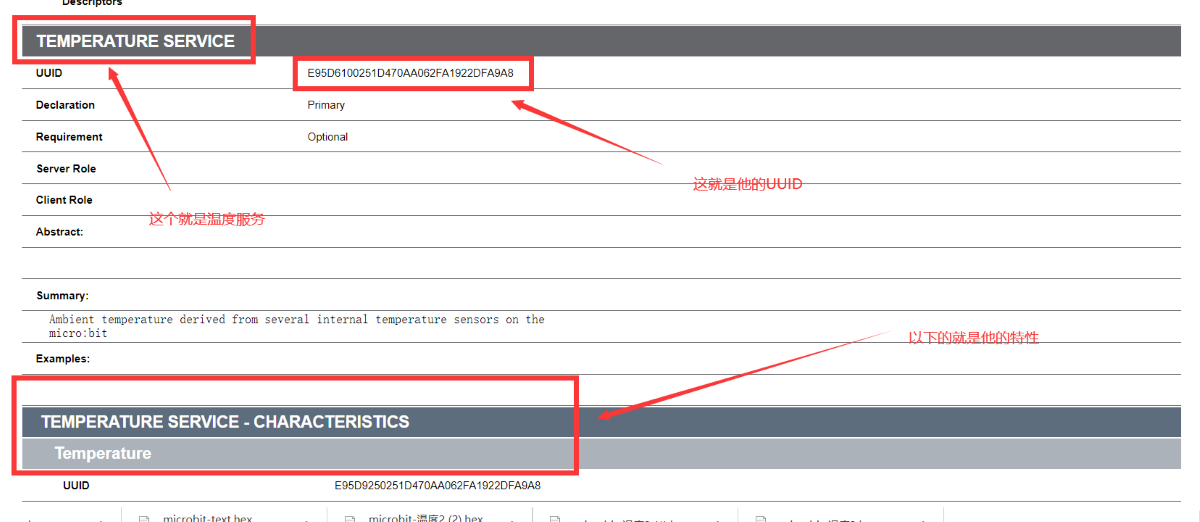 Descriptors
TEMPERATURE SERVICE
UUID E95D6100251D470AA062FA1922DFA9A8
Declaration Primary
Requirement Optional
Server Role
这就是他的UUID
Client Role
这个就是温度服务
Abstract:
Summary:
Ambient temperature derived from several internal temperature sensors on the
micro:bit
以下的就是他的特性
Examples:
TEMPERATURE SERVICE - CHARACTERISTICS
Temperature
UUID E95D9250251D470AA062FA1922DFA9A8
microbit-text.hex microbit-温度2 (2).hex